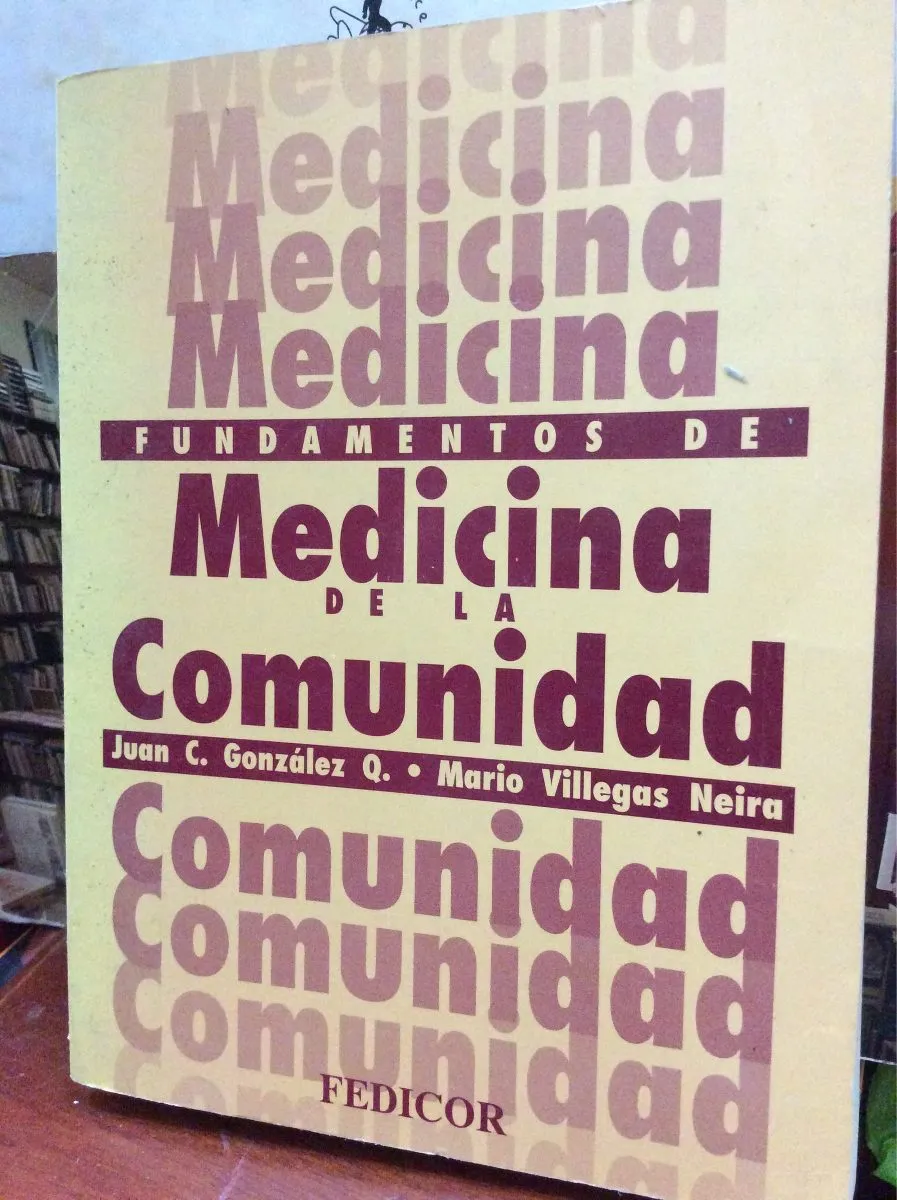 Medicina
Medicina
Medicina
Medicina
FUNDAMENTOS DE
Medicina
DE LA
Comunidad
Juan C. González Q. • Mario Villegas Neira
Comunidad
Comunidad
Comunidad
Comunidad
FEDICOR